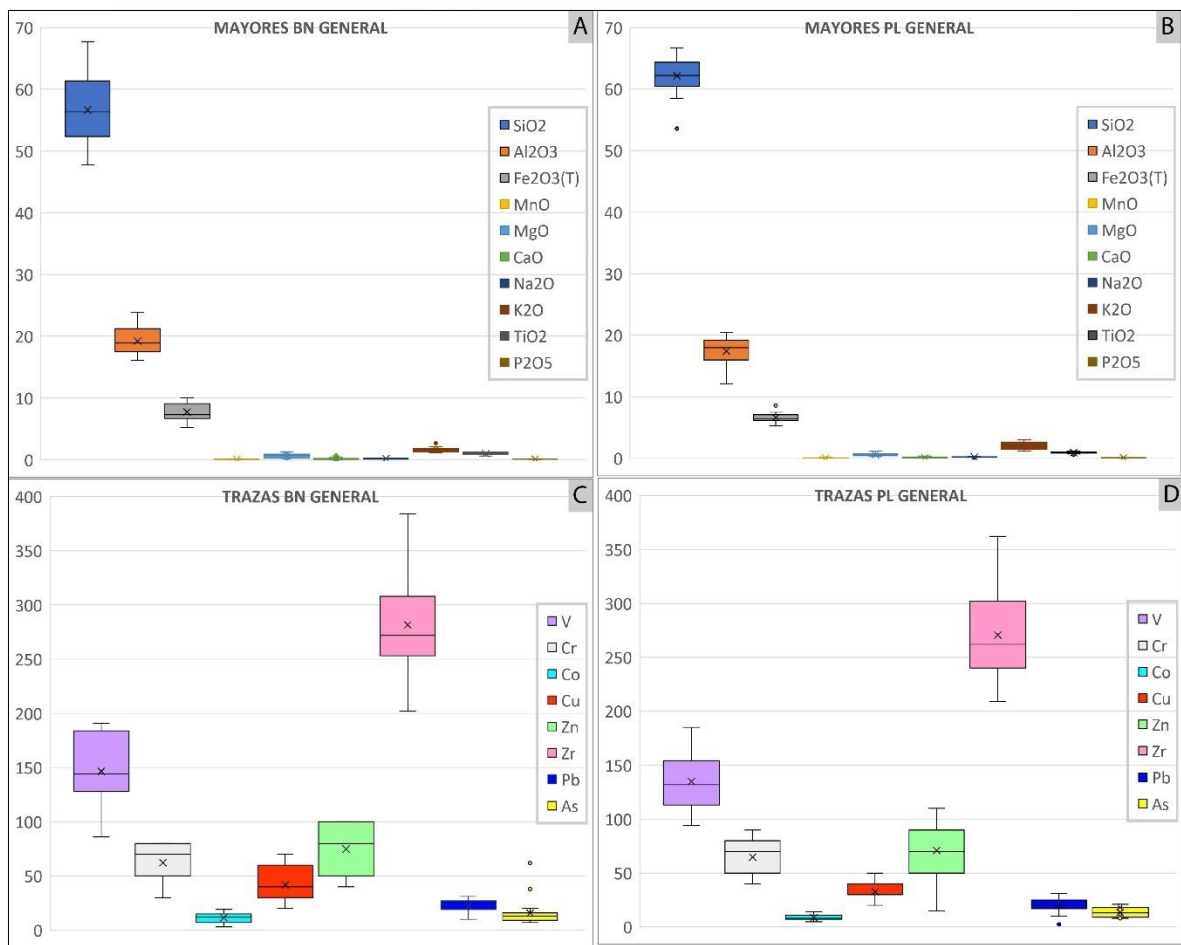 MAYORES BN GENERAL
A
70
60
50
40
30
20
10
0
SiO2
Al2O3
Fe2O3(T)
MnO
MgO
CaO
Na2O
K2O
TiO2
P2O5
MAYORES PL GENERAL
B
70
60
50
40
30
20
10
0
SiO2
Al2O3
Fe2O3(T)
MnO
MgO
CaO
Na2O
K2O
TiO2
P2O5
TRAZAS BN GENERAL
C
400
350
300
250
200
150
100
50
0
V
Cr
Co
Cu
Zn
Zr
Pb
As
TRAZAS PL GENERAL
D
400
350
300
250
200
150
100
50
0
V
Cr
Co
Cu
Zn
Zr
Pb
As